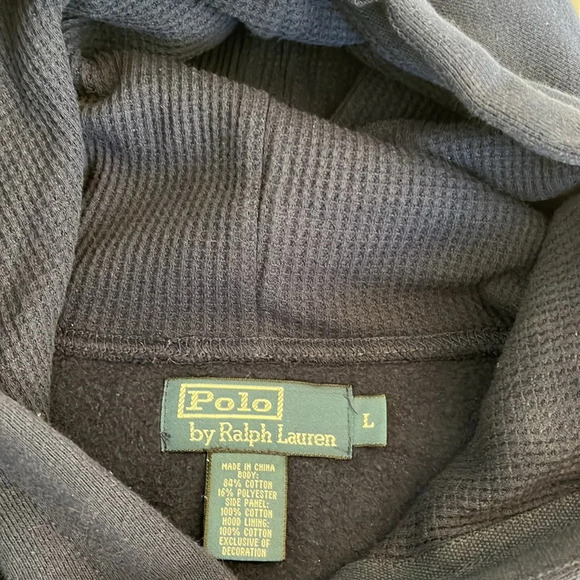 Polo
by Ralph Lauren
L
MADE IN CHINA
BODY:
84% COTTON
16% POLYESTER
SIDE PANEL:
100% COTTON
HOOD LINING:
100% COTTON
EXCLUSIVE OF
DECORATION